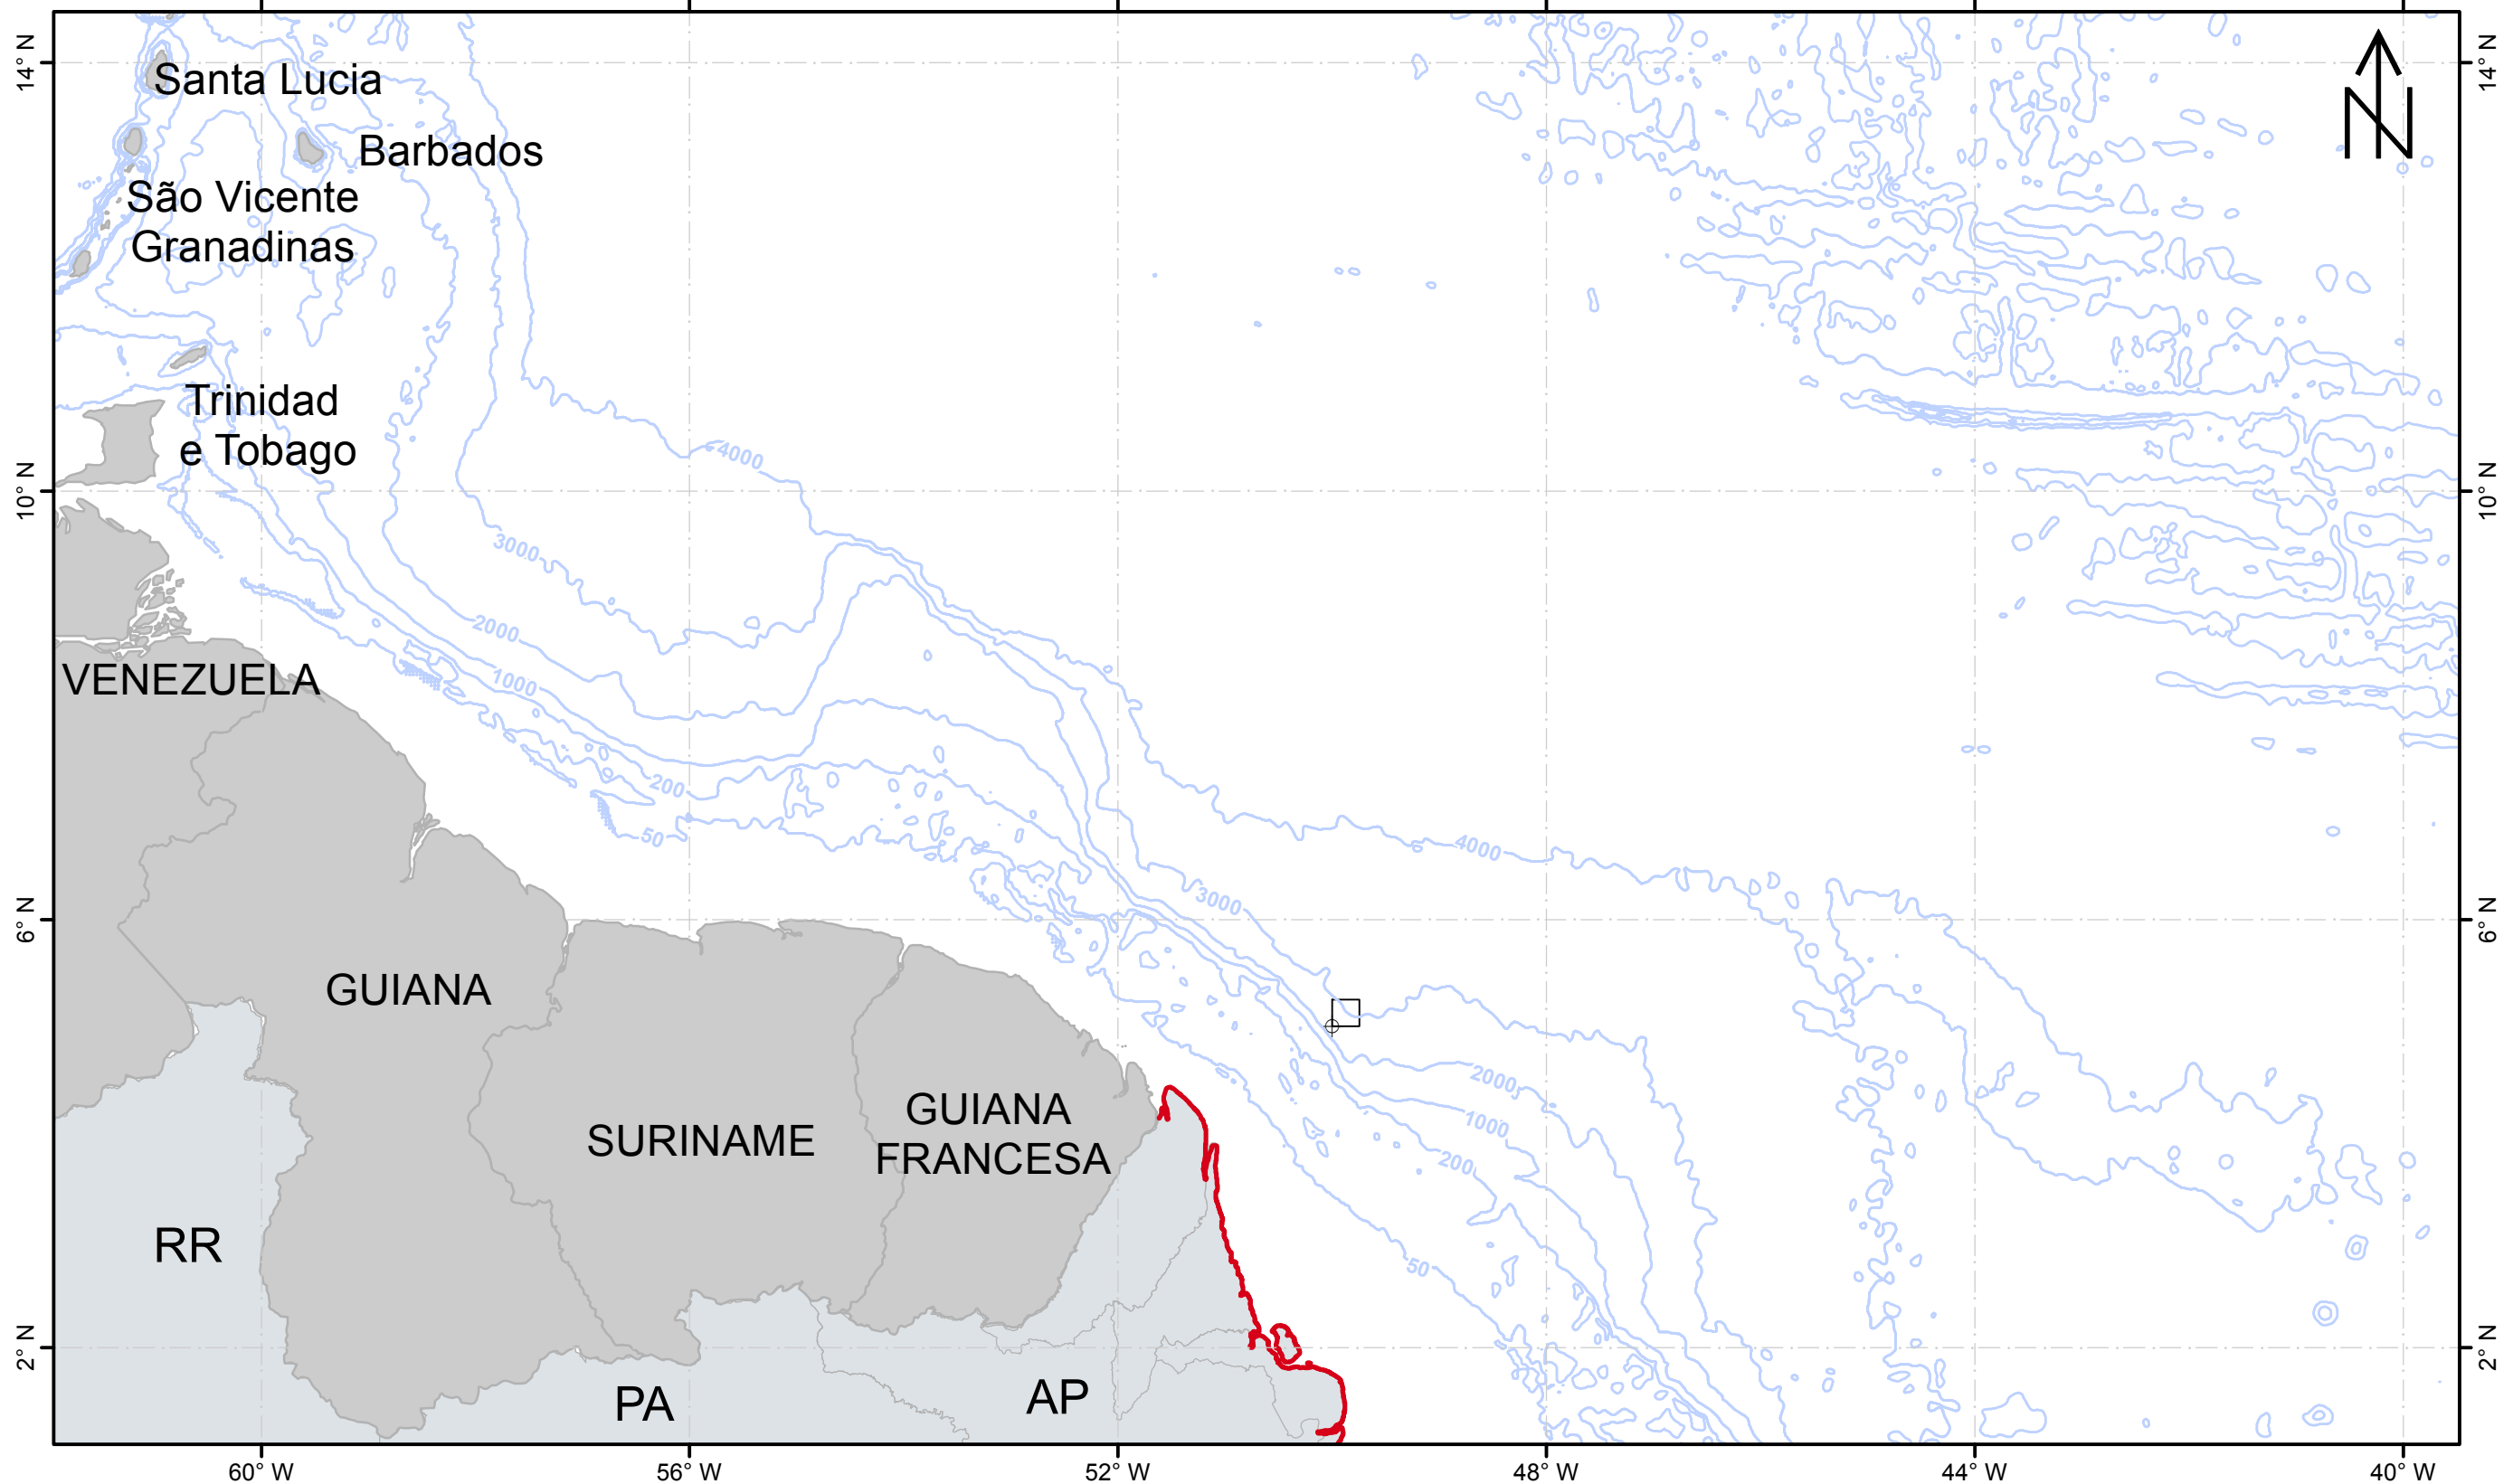 14° N
14° N
N
Santa Lucia
Barbados
São Vicente
Granadinas
Trinidad
e Tobago
4000
10° N
10° N
3000
2000
VENEZUELA
1000
200
50
4000
3000
6° N
6° N
GUIANA
2000
GUIANA
FRANCESA
1000
SURINAME
200
RR
50
2° N
2° N
PA
AP
60° W
56° W
52° W
48° W
44° W
40° W